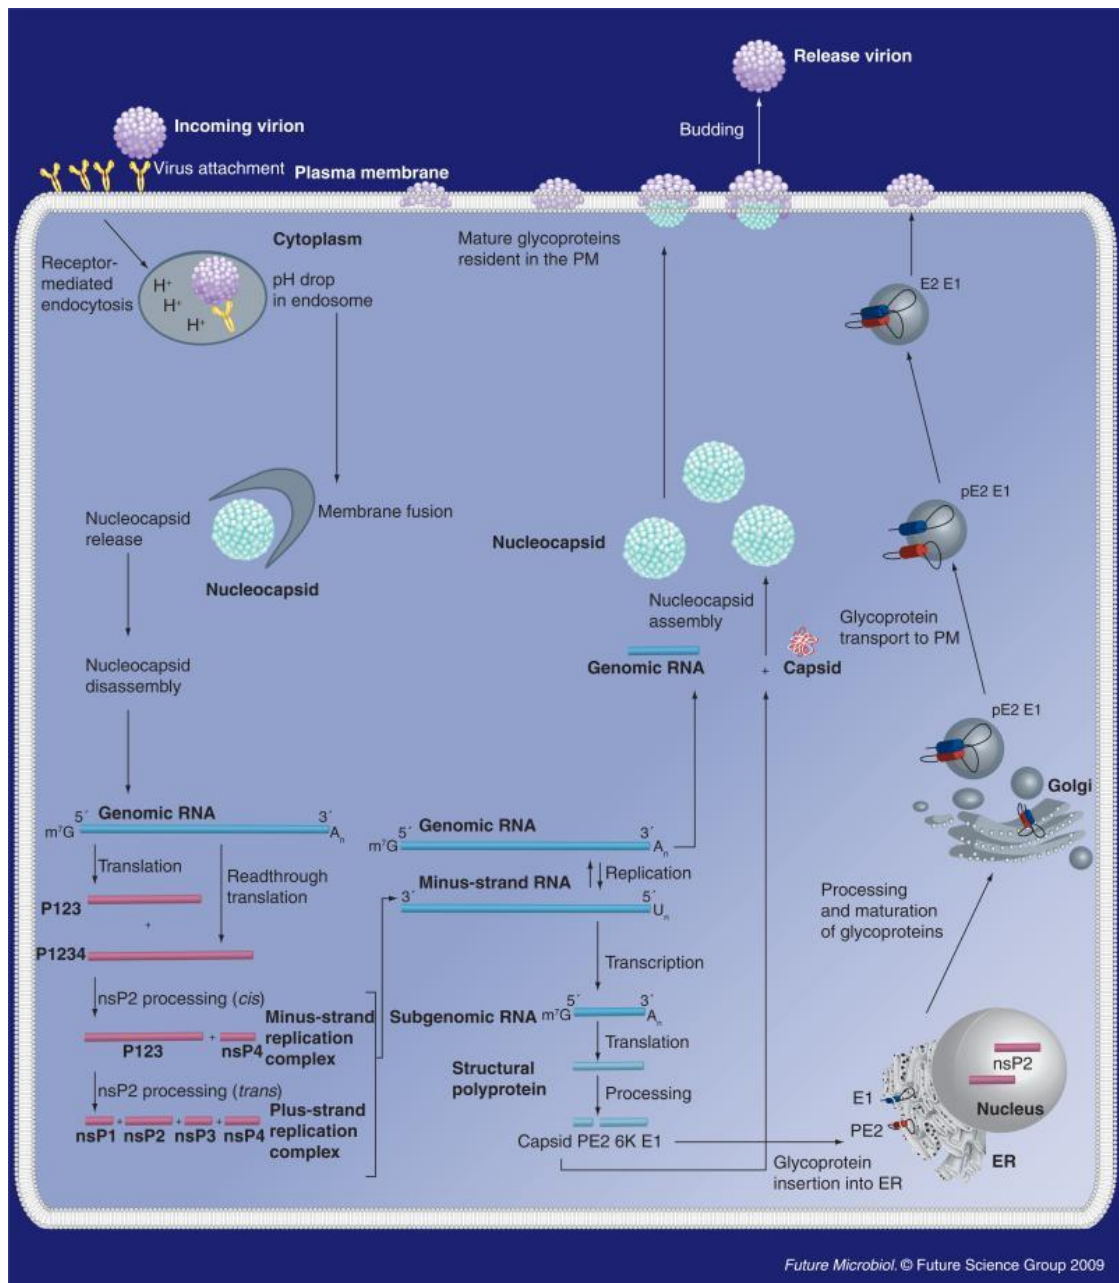 Release virion
Incoming virion
Budding
Virus attachment
Plasma membrane
Cytoplasm
Receptor-
mediated
endocytosis
H⁺
H⁺
H⁺
pH drop
in endosome
Mature glycoproteins
resident in the PM
E2 E1
Nucleocapsid
release
Membrane fusion
Nucleocapsid
Nucleocapsid
disassembly
Nucleocapsid
Nucleocapsid
assembly
Genomic RNA
+
Capsid
pE2 E1
Glycoprotein
transport to PM
pE2 E1
Golgi
Processing
and maturation
of glycoproteins
5´ Genomic RNA 3´
m⁷G Aₙ
Translation
Readthrough
translation
P123
+
P1234
nsP2 processing (cis)
P123 + nsP4
Minus-strand
replication
complex
nsP2 processing (trans)
+ + +
nsP1 nsP2 nsP3 nsP4
Plus-strand
replication
complex
5´ Genomic RNA 3´
m⁷G Aₙ
Replication
Minus-strand RNA
3´ 5´
Uₙ
Transcription
5´ 3´
Subgenomic RNA m⁷G Aₙ
Translation
Structural
polyprotein
Processing
Capsid PE2 6K E1
Glycoprotein
insertion into ER
nsP2
Nucleus
E1
PE2
ER
Future Microbiol. © Future Science Group 2009